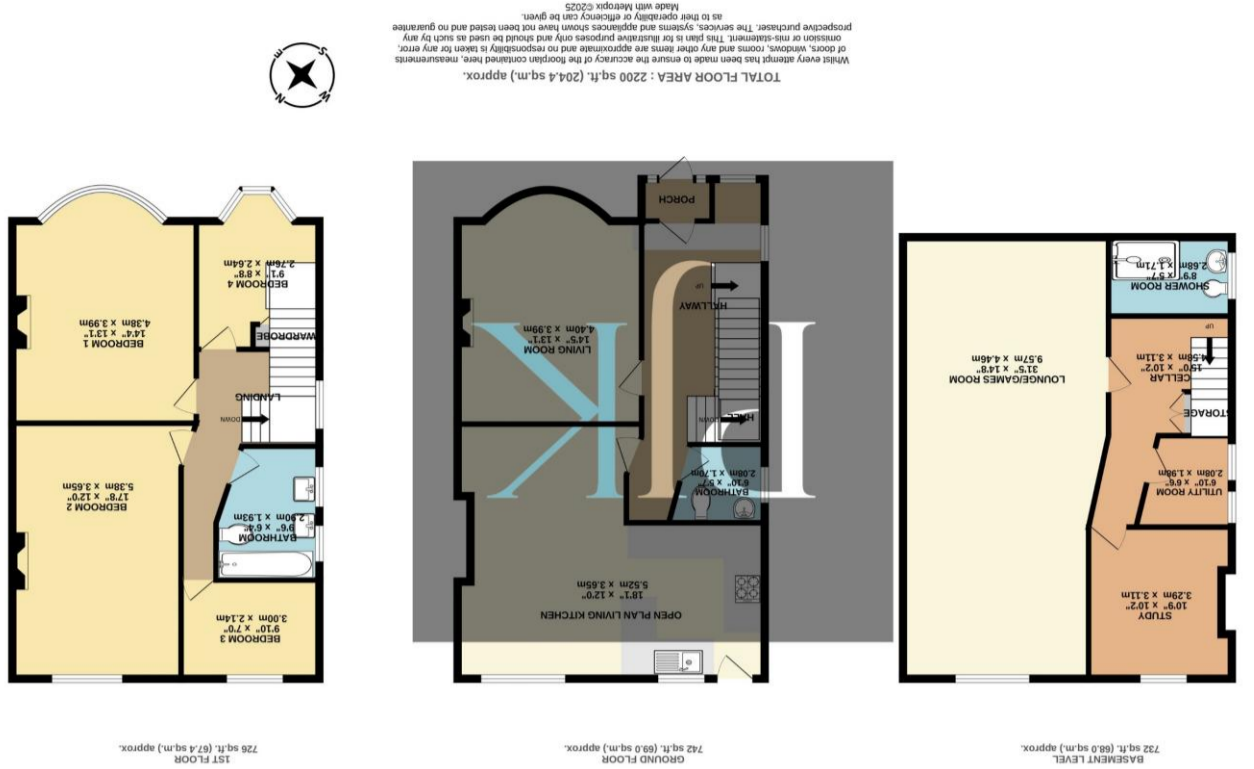 BASEMENT LEVEL
732 sq.ft. (68.0 sq.m.) approx.
STUDY
10'9" x 10'2"
3.29m x 3.11m
UTILITY ROOM
6'10" x 6'6"
2.08m x 1.98m
STORAGE
CELLAR
15'0" x 10'2"
4.58m x 3.11m
UP
LOUNGE/GAMES ROOM
31'5" x 14'8"
9.57m x 4.46m
SHOWER ROOM
8'9" x 5'7"
2.68m x 1.71m
GROUND FLOOR
742 sq.ft. (69.0 sq.m.) approx.
OPEN PLAN LIVING KITCHEN
18'1" x 12'0"
5.52m x 3.65m
BATHROOM
6'10" x 5'7"
2.08m x 1.70m
HALL
DOWN
LIVING ROOM
14'5" x 13'1"
4.40m x 3.99m
HALLWAY
UP
PORCH
1ST FLOOR
726 sq.ft. (67.4 sq.m.) approx.
BEDROOM 3
9'10" x 7'0"
3.00m x 2.14m
BATHROOM
9'6" x 6'4"
2.90m x 1.93m
BEDROOM 2
17'8" x 12'0"
5.38m x 3.65m
DOWN
LANDING
WARDROBE
BEDROOM 1
14'4" x 13'1"
4.38m x 3.99m
BEDROOM 4
9'1" x 8'8"
2.76m x 2.64m
TOTAL FLOOR AREA : 2200 sq.ft. (204.4 sq.m.) approx.
Whilst every attempt has been made to ensure the accuracy of the floorplan contained here, measurements
of doors, windows, rooms and any other items are approximate and no responsibility is taken for any error,
omission or mis-statement. This plan is for illustrative purposes only and should be used as such by any
prospective purchaser. The services, systems and appliances shown have not been tested and no guarantee
as to their operability or efficiency can be given.
Made with Metropix ©2025
N
E
S
W